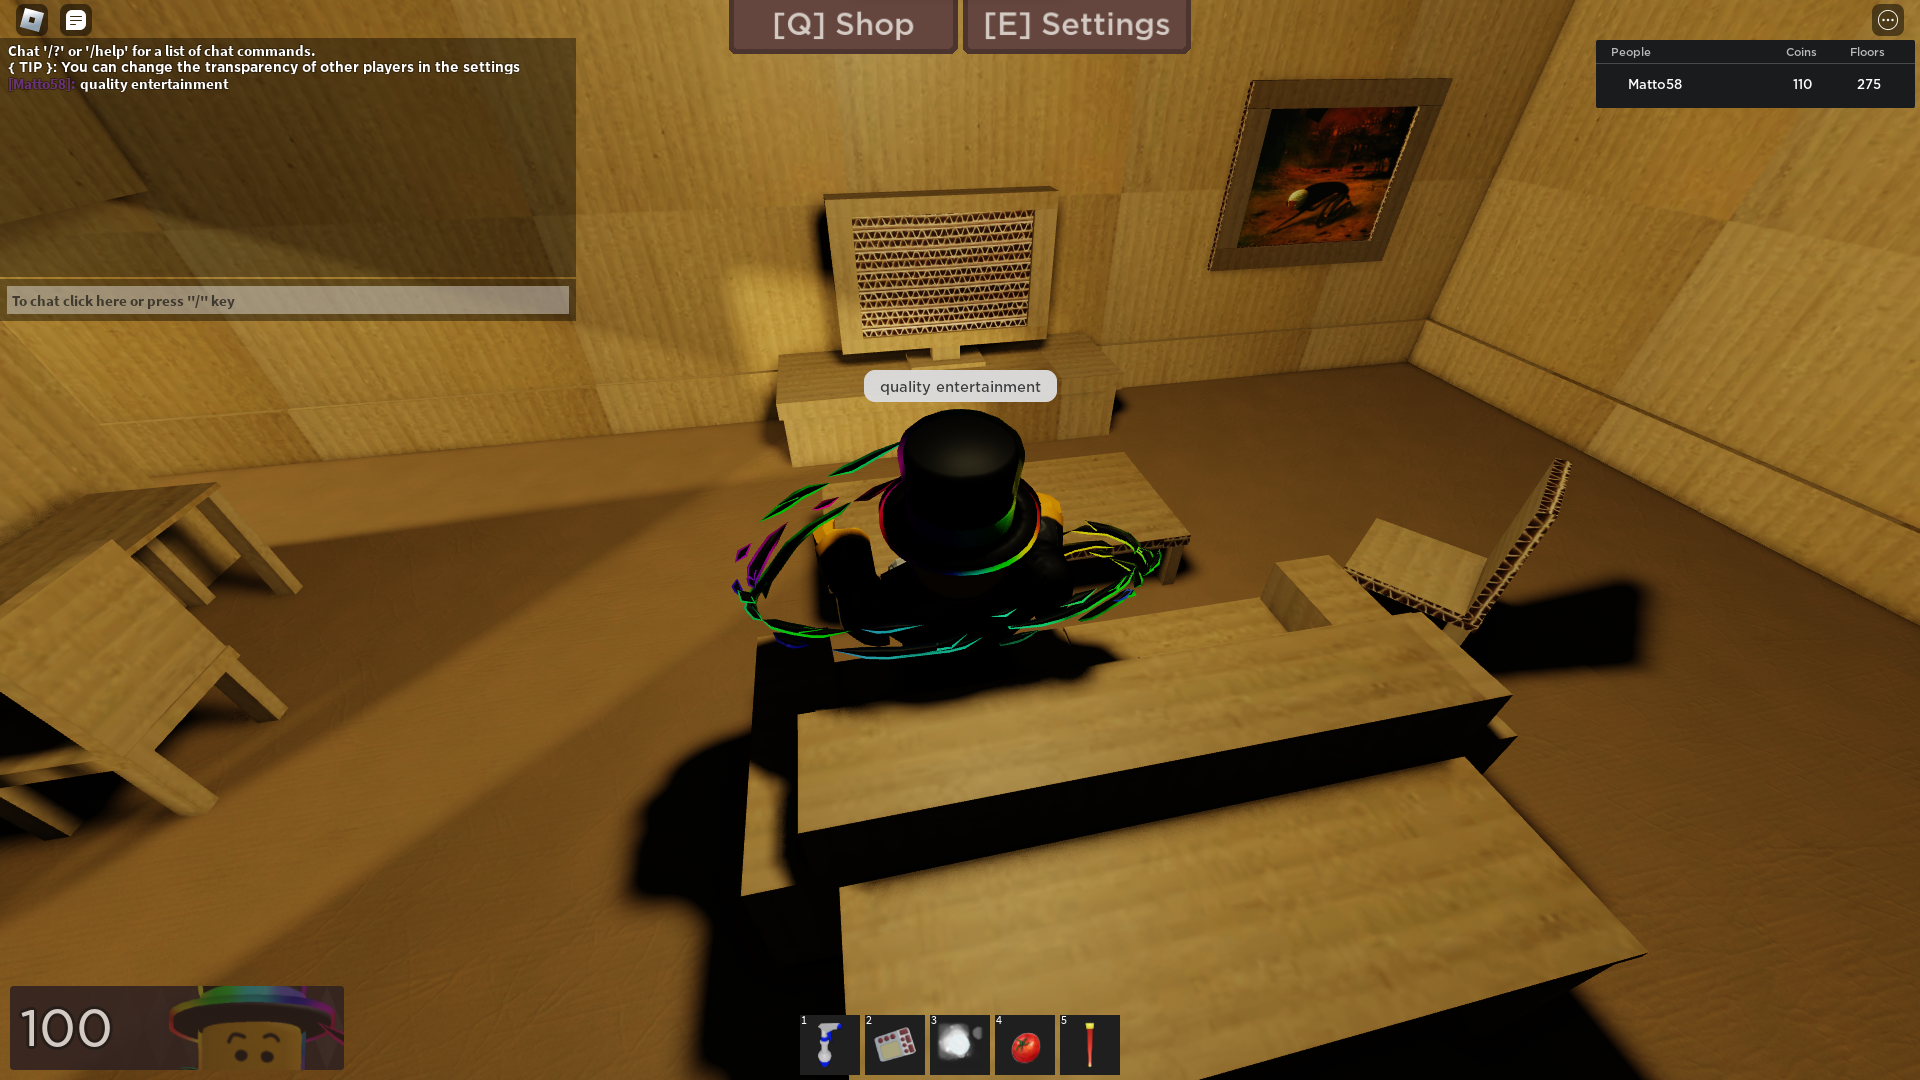 [Q] Shop
[E] Settings
Chat '/?' or '/help' for a list of chat commands.
{ TIP }: You can change the transparency of other players in the settings
[Matto58]: quality entertainment
To chat click here or press "/" key
People Coins Floors
Matto58 110 275
quality entertainment
100
1 2 3 4 5